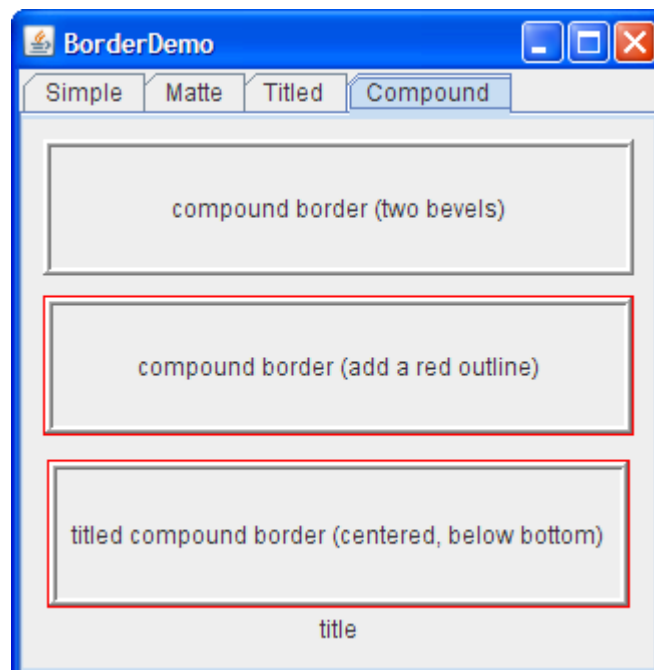 BorderDemo
Simple Matte Titled Compound
compound border (two bevels)
compound border (add a red outline)
titled compound border (centered, below bottom)
title